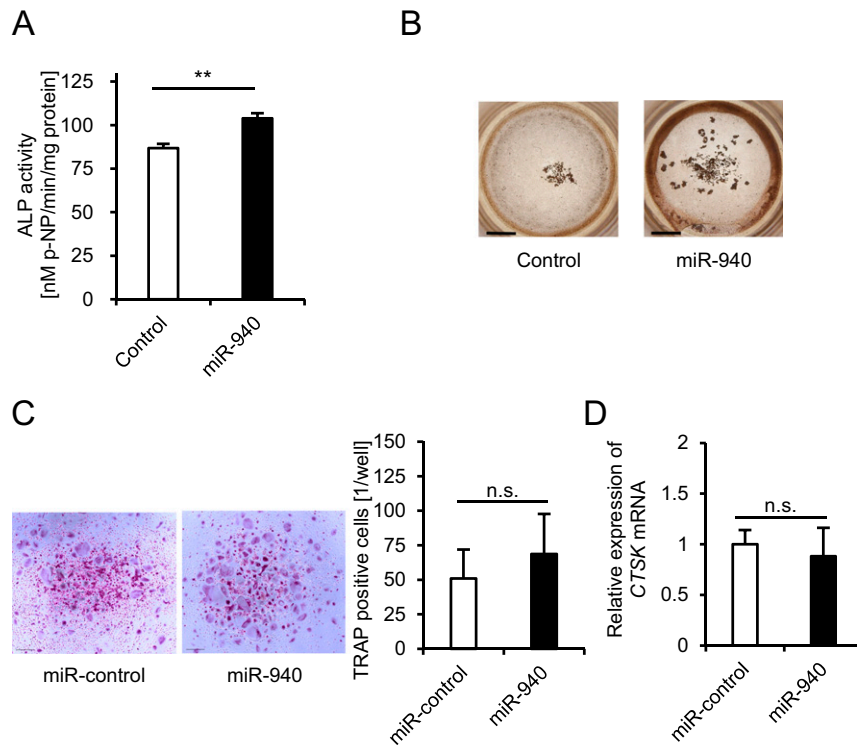 A
ALP activity
[nM p-NP/min/mg protein]
125
100
75
50
25
0
**
Control
miR-940
B
Control
miR-940
C
miR-control
miR-940
TRAP positive cells [1/well]
150
125
100
75
50
25
0
n.s.
miR-control
miR-940
D
Relative expression of
CTSK mRNA
2
1.5
1
0.5
0
n.s.
miR-control
miR-940